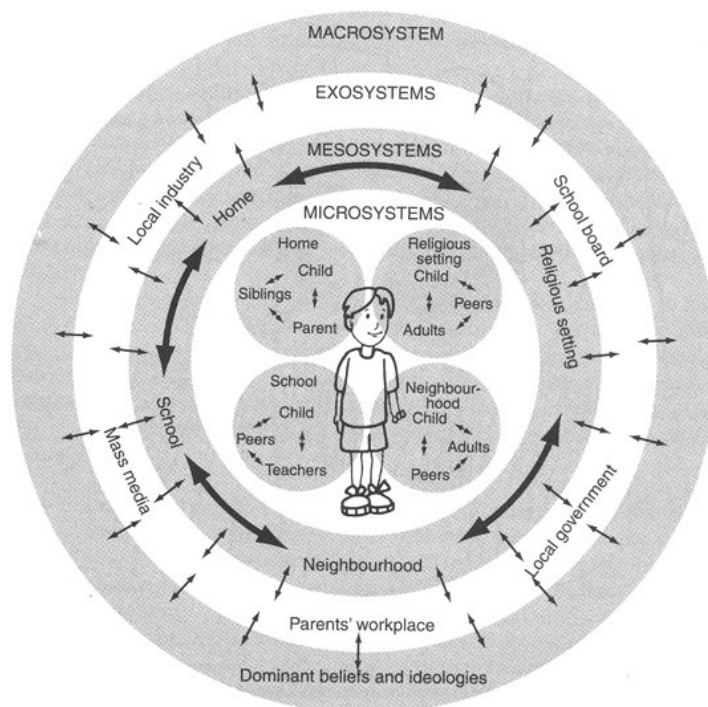 MACROSYSTEM
EXOSYSTEMS
MESOSYSTEMS
MICROSYSTEMS
Local industry
Home
School board
Religious setting
Home
Child
Siblings
Parent
Religious
setting
Child
Peers
Adults
School
Child
Peers
Teachers
Neighbour-
hood
Child
Adults
Peers
School
Mass media
Local government
Neighbourhood
Parents' workplace
Dominant beliefs and ideologies